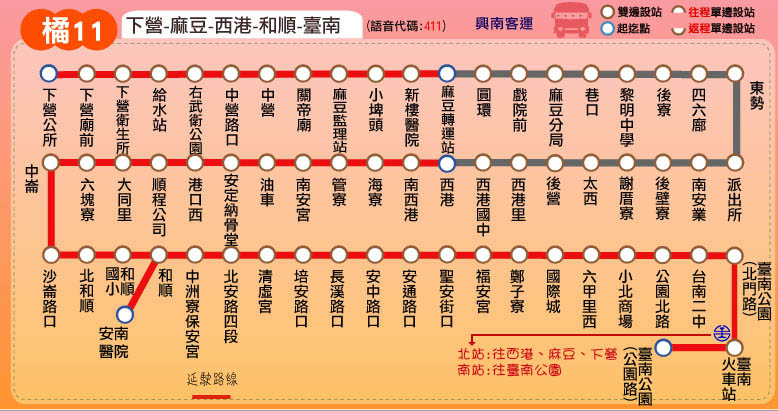 橘11
下營-麻豆-西港-和順-臺南
(語音代碼:411)
興南客運
雙邊設站
往程單邊設站
起迄點
返程單邊設站
下營公所
下營廟前
下營衛生所
給水站
右武衛公園
中營路口
中營
關帝廟
麻豆監理站
小埤頭
新樓醫院
麻豆轉運站
圓環
戲院前
麻豆分局
巷口
黎明中學
後寮
四六廍
東勢
中崙
六塊寮
大同里
順程公司
港口西
安定納骨堂
油車
南安宮
管寮
海寮
南西港
西港
西港國中
西港里
後營
太西
謝厝寮
後壁寮
南安業
派出所
沙崙路口
北和順
和順國小
和順
中洲寮保安宮
北安路四段
清虛宮
培安路口
長溪路口
安中路口
安通路口
聖安街口
福安宮
鄭子寮
國際城
六甲里西
小北商場
公園北路
台南二中
臺南公園(北門路)
安南醫院
延駛路線
北站:往西港、麻豆、下營
南站:往臺南公園
臺南公園(公園路)
臺南火車站